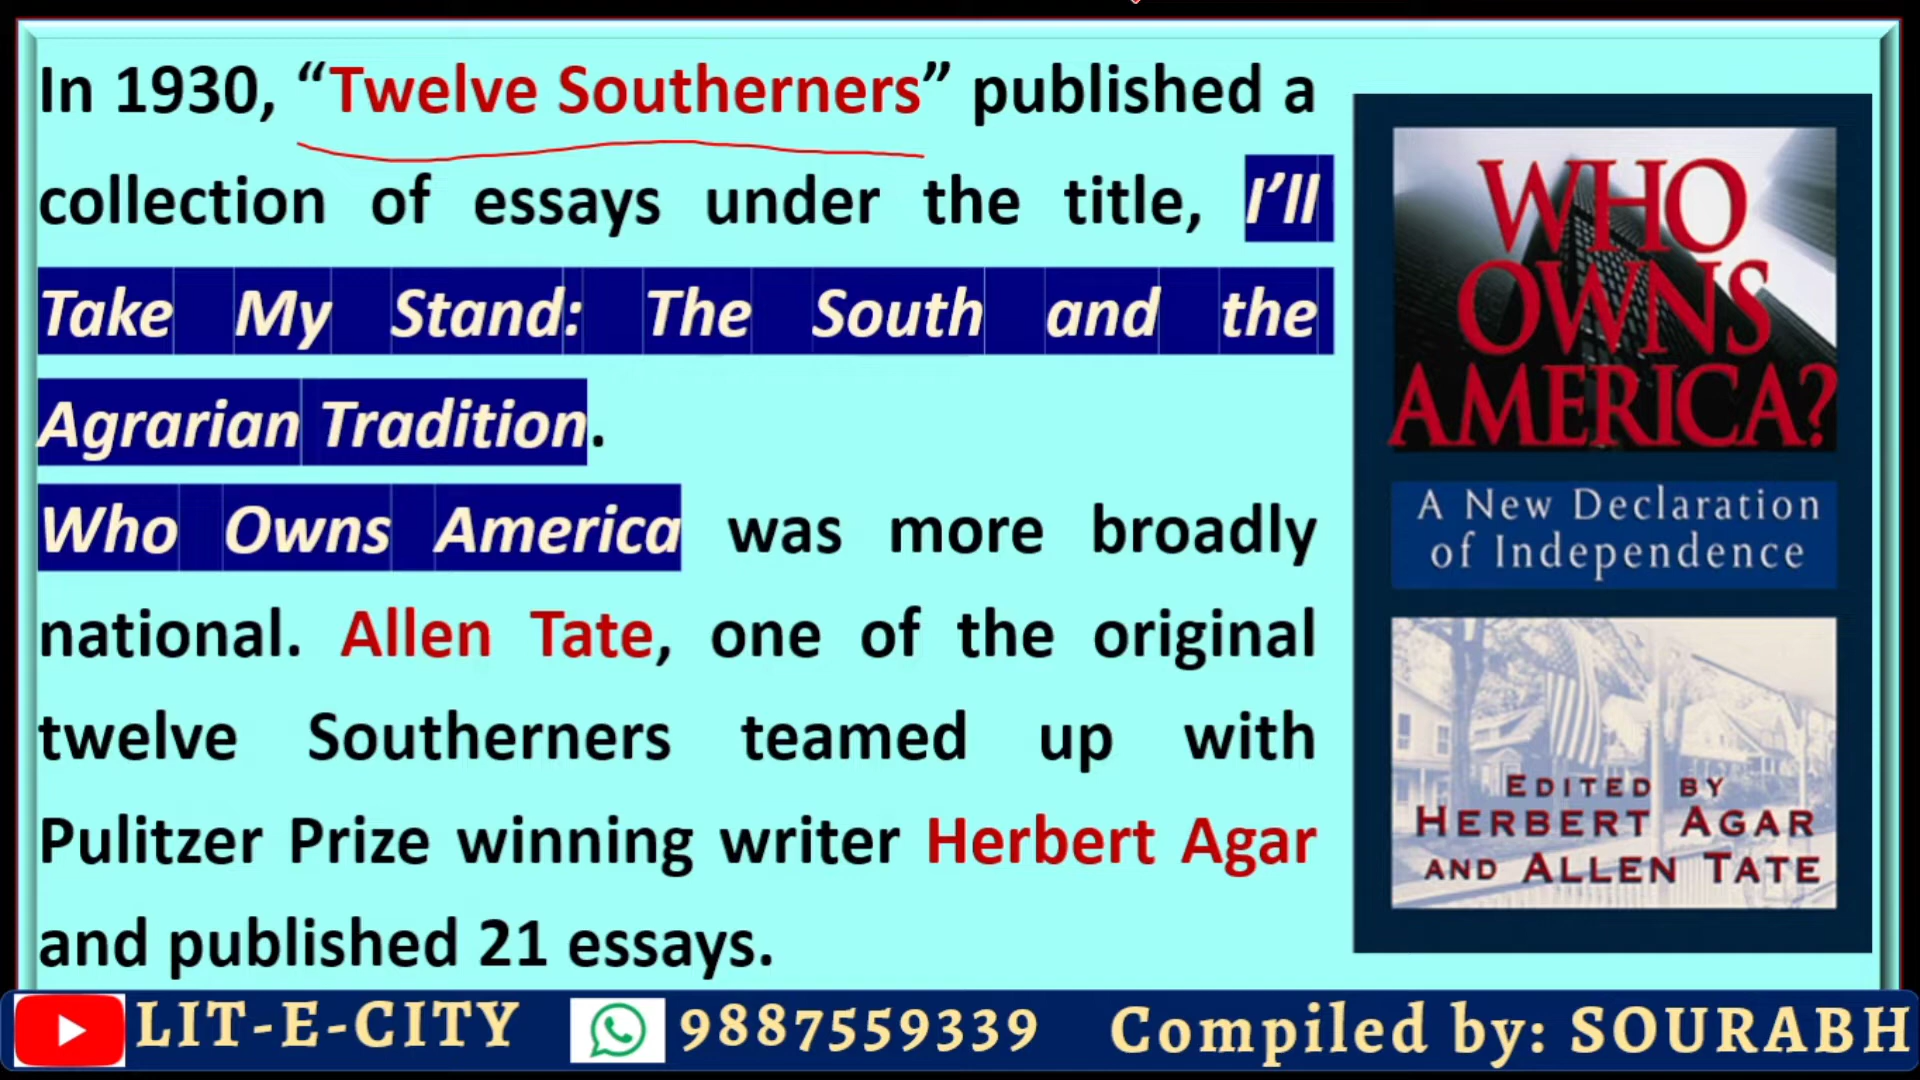 In 1930, “Twelve Southerners” published a
collection of essays under the title, I’ll
Take My Stand: The South and the
Agrarian Tradition.
Who Owns America was more broadly
national. Allen Tate, one of the original
twelve Southerners teamed up with
Pulitzer Prize winning writer Herbert Agar
and published 21 essays.
WHO
OWNS
AMERICA?
A New Declaration
of Independence
EDITED BY
HERBERT AGAR
AND ALLEN TATE
LIT-E-CITY 9887559339 Compiled by: SOURABH